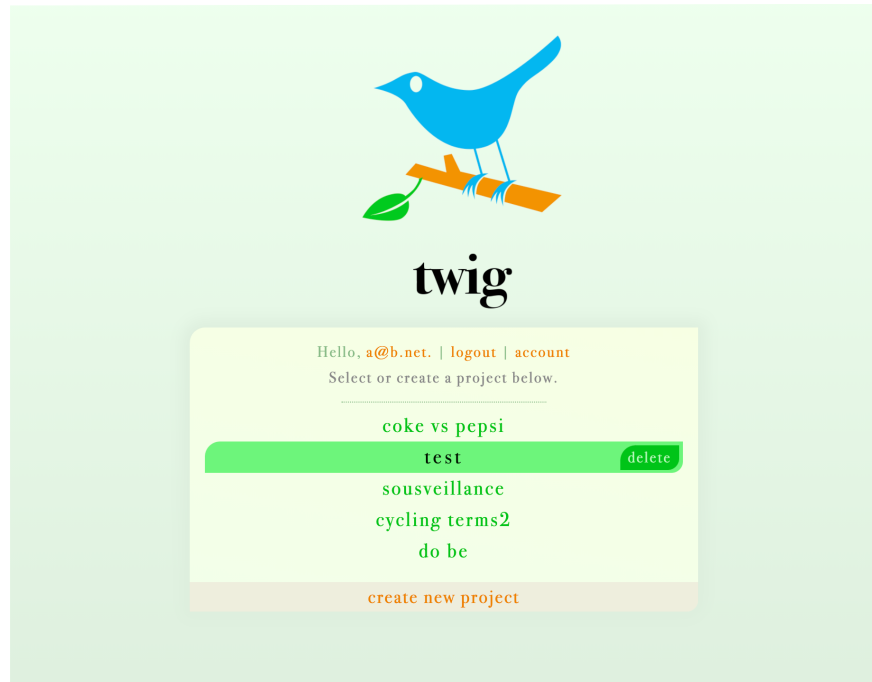 twig
Hello, a@b.net. | logout | account
Select or create a project below.
coke vs pepsi
test delete
sousveillance
cycling terms2
do be
create new project